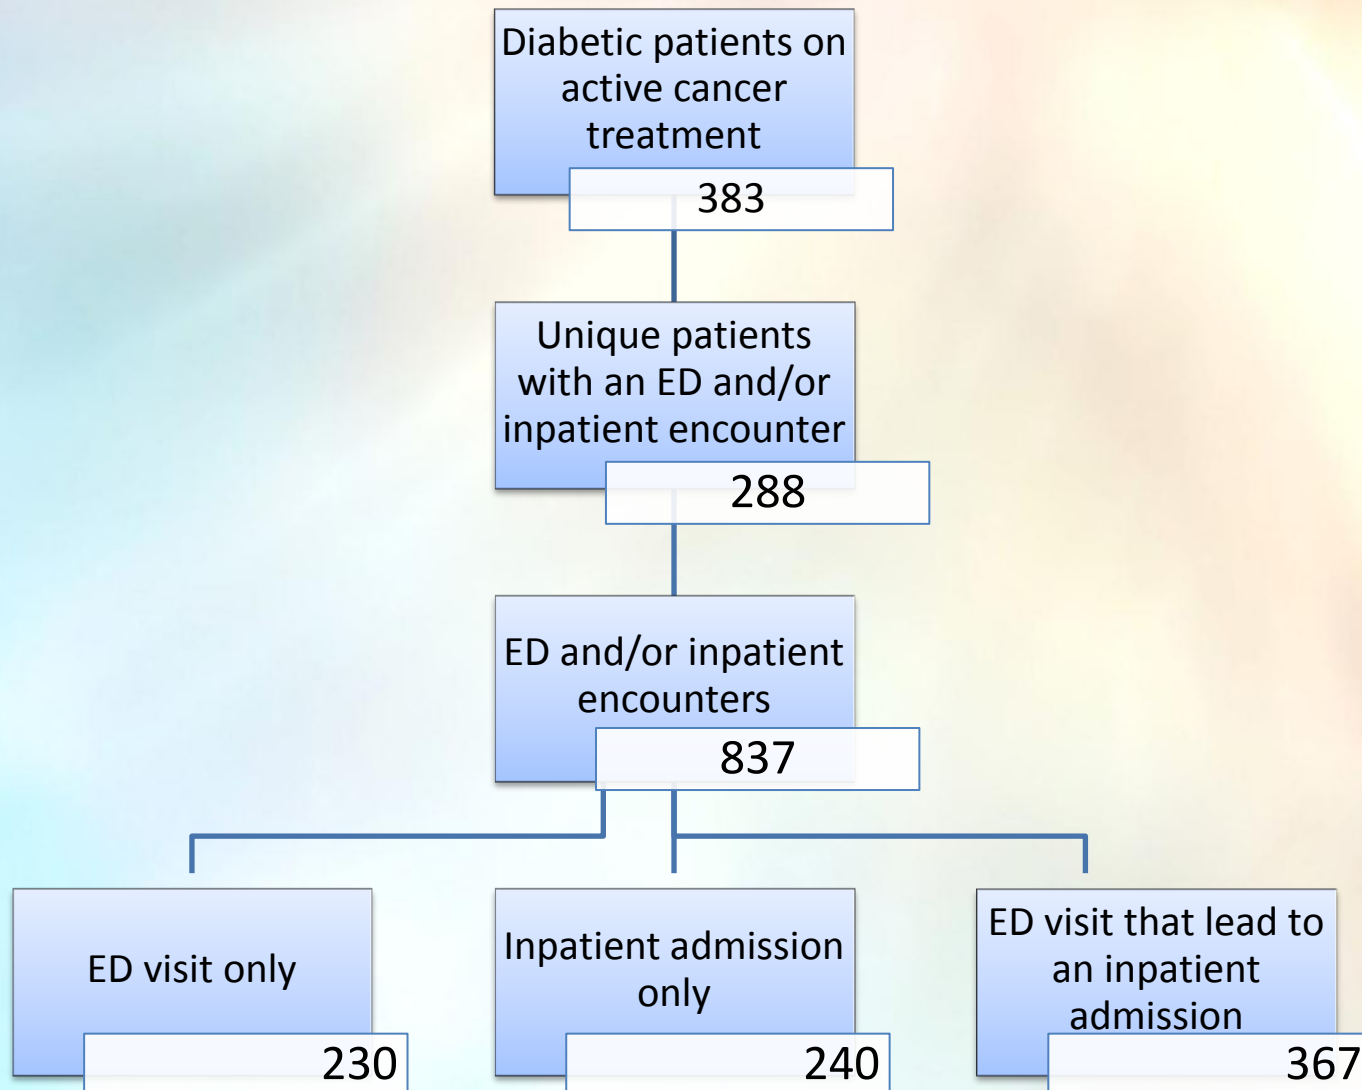 Diabetic patients on
active cancer
treatment
383
Unique patients
with an ED and/or
inpatient encounter
288
ED and/or inpatient
encounters
837
ED visit only
230
Inpatient admission
only
240
ED visit that lead to
an inpatient
admission
367